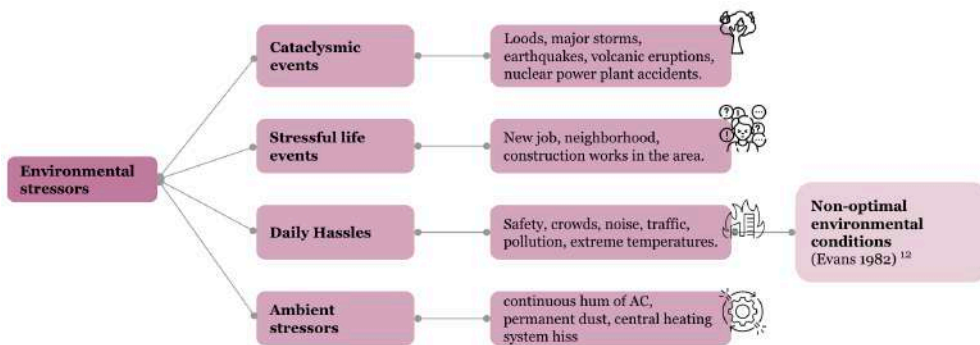 Environmental
stressors
Cataclysmic
events
Loods, major storms,
earthquakes, volcanic eruptions,
nuclear power plant accidents.
Stressful life
events
New job, neighborhood,
construction works in the area.
Daily Hassles
Safety, crowds, noise, traffic,
pollution, extreme temperatures.
Non-optimal
environmental
conditions
(Evans 1982) 12
Ambient
stressors
continuous hum of AC,
permanent dust, central heating
system hiss